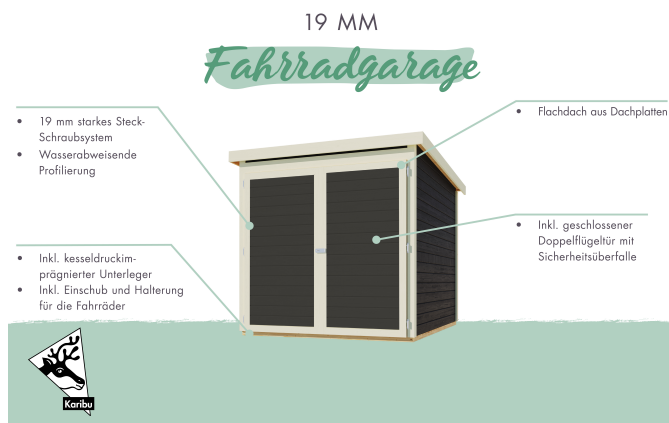 19 MM
Fahrradgarage
• 19 mm starkes Steck-
Schraubsystem
• Wasserabweisende
Profilierung
• Flachdach aus Dachplatten
• Inkl. geschlossener
Doppelflügeltür mit
Sicherheitsüberfalle
• Inkl. kesseldruckim-
prägnierter Unterleger
• Inkl. Einschub und Halterung
für die Fahrräder
Karibu